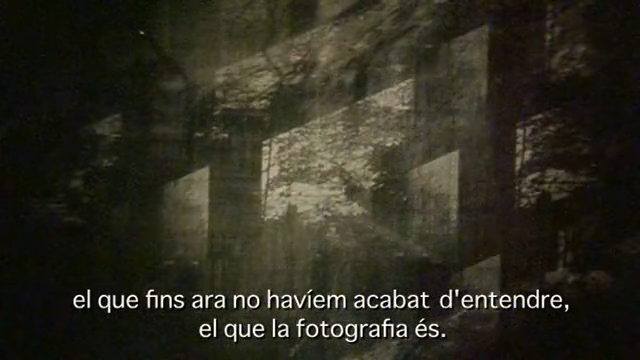 el que fins ara no havíem acabat d'entendre,
el que la fotografia és.